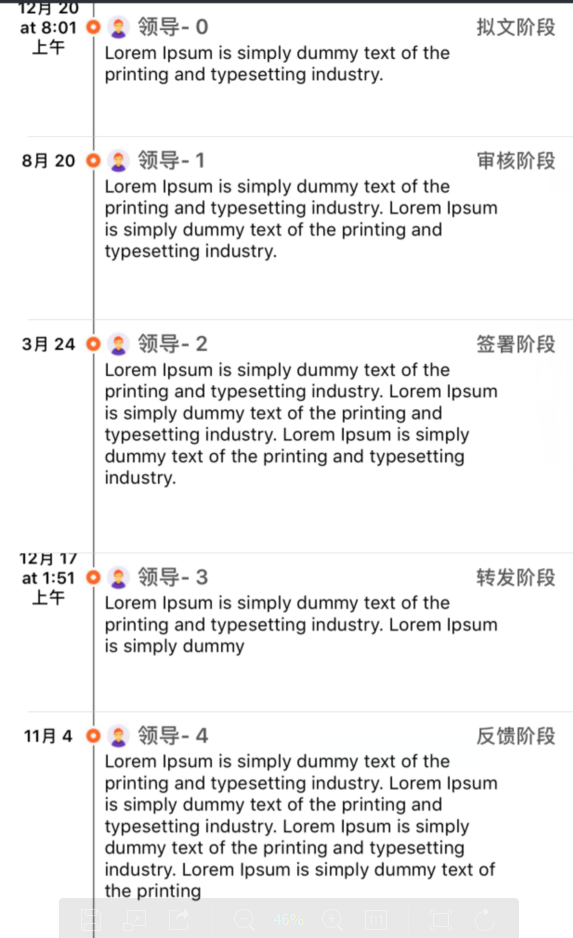 12月 20
at 8:01
上午
领导- 0
拟文阶段
Lorem Ipsum is simply dummy text of the
printing and typesetting industry.
8月 20
领导- 1
审核阶段
Lorem Ipsum is simply dummy text of the
printing and typesetting industry. Lorem Ipsum
is simply dummy text of the printing and
typesetting industry.
3月 24
领导- 2
签署阶段
Lorem Ipsum is simply dummy text of the
printing and typesetting industry. Lorem Ipsum
is simply dummy text of the printing and
typesetting industry. Lorem Ipsum is simply
dummy text of the printing and typesetting
industry.
12月 17
at 1:51
上午
领导- 3
转发阶段
Lorem Ipsum is simply dummy text of the
printing and typesetting industry. Lorem Ipsum
is simply dummy
11月 4
领导- 4
反馈阶段
Lorem Ipsum is simply dummy text of the
printing and typesetting industry. Lorem Ipsum
is simply dummy text of the printing and
typesetting industry. Lorem Ipsum is simply
dummy text of the printing and typesetting
industry. Lorem Ipsum is simply dummy text of
the printing
46%